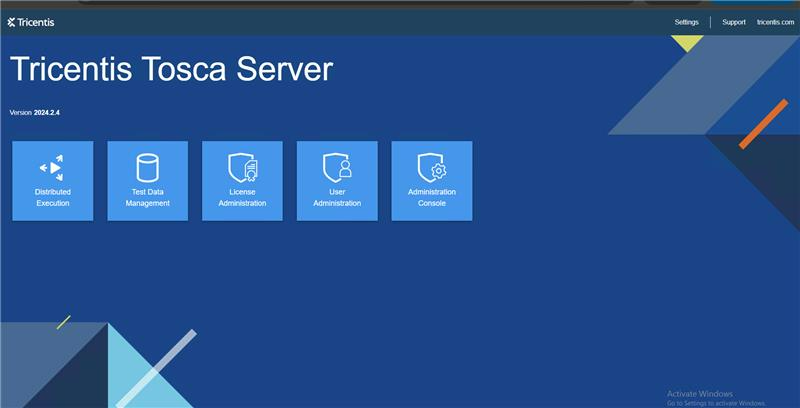 Tricentis
Settings
Support
tricentis.com
Tricentis Tosca Server
Version 2024.2.4
Distributed
Execution
Test Data
Management
License
Administration
User
Administration
Administration
Console
Activate Windows
Go to Settings to activate Windows.